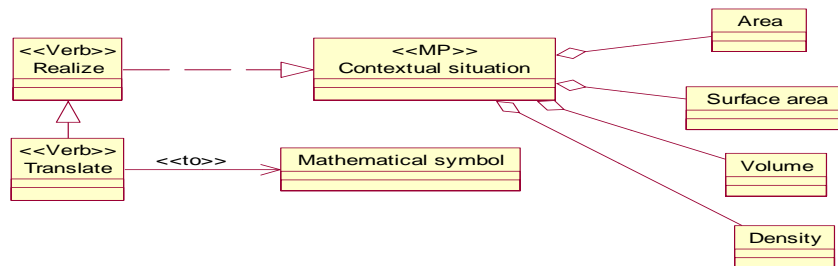 <<Verb>>
Realize
<<MP>>
Contextual situation
Area
Surface area
<<Verb>>
Translate
<<to>>
Mathematical symbol
Volume
Density